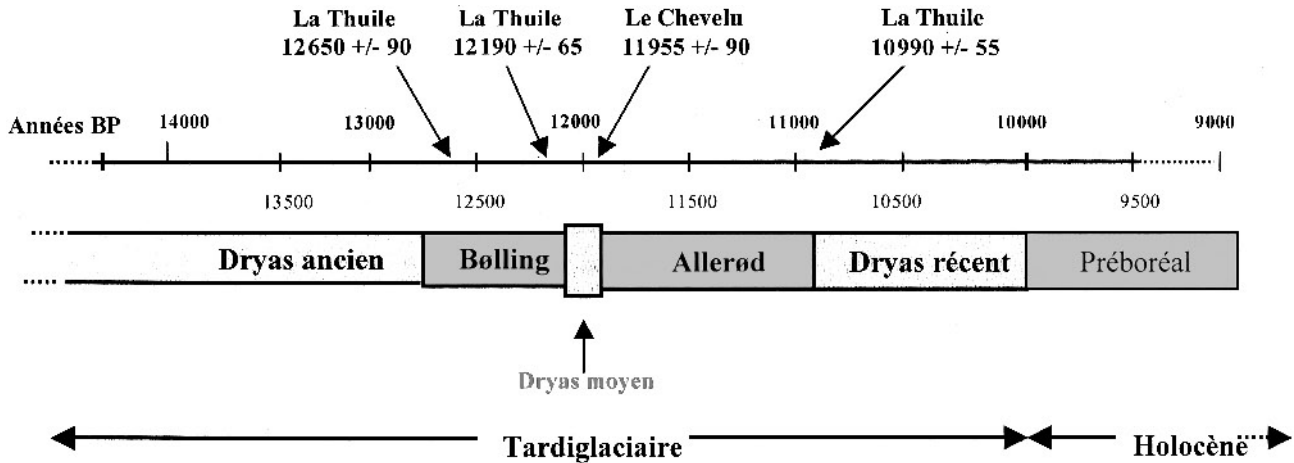 La Thuile
12650 +/- 90
La Thuile
12190 +/- 65
Le Chevelu
11955 +/- 90
La Thuile
10990 +/- 55
Années BP
14000
13000
12000
11000
10000
9000
13500
12500
11500
10500
9500
Dryas ancien
Bølling
Allerød
Dryas récent
Préboréal
Dryas moyen
Tardiglaciaire
Holocène